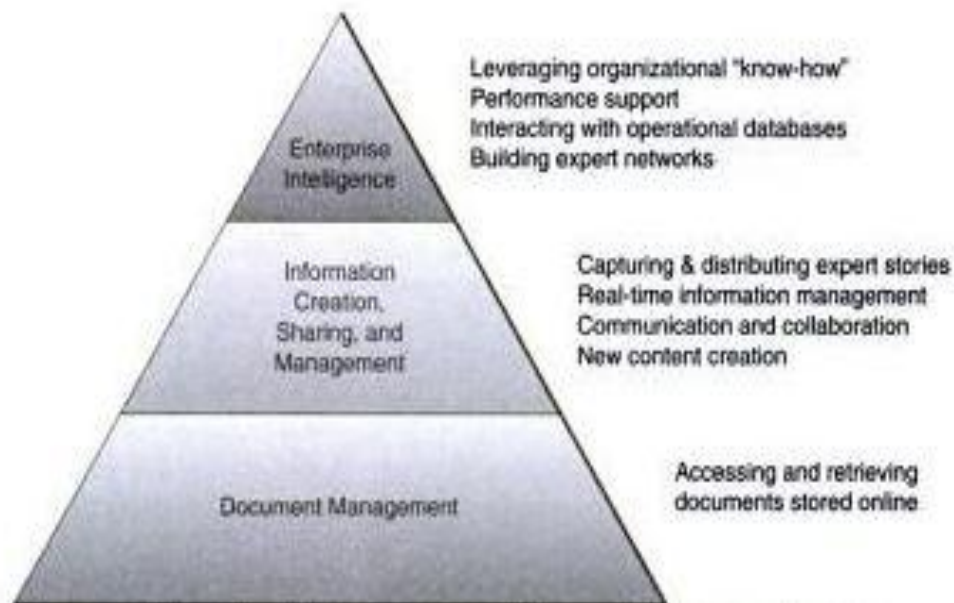 Leveraging organizational "know-how"
Performance support
Interacting with operational databases
Building expert networks
Enterprise
Intelligence
Capturing & distributing expert stories
Real-time information management
Communication and collaboration
New content creation
Information
Creation,
Sharing, and
Management
Accessing and retrieving
documents stored online
Document Management